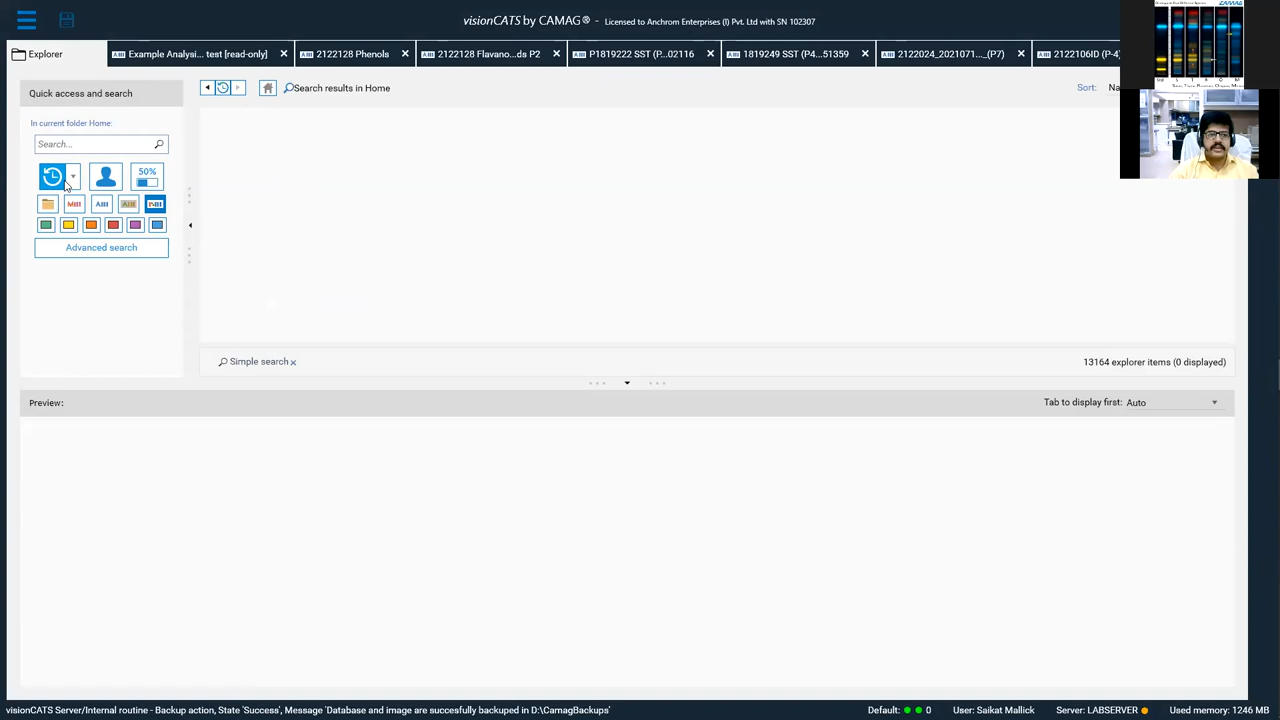 visionCATS by CAMAG® - Licensed to Anchrom Enterprises (I) Pvt. Ltd with SN 102307
CAMAG
Explorer
Example Analysi... test [read-only]
2122128 Phenols
Flavano...ds P2
P1819222 SST (P...02116
1819249 SST (P4...51359
2122024_2021071..._(P7)
2122106ID (P-4)
Quick access and search
Search results in Home
Sort:
In current folder Home:
Search...
50%
Advanced search
Simple search
13164 explorer items (0 displayed)
Preview:
Tab to display first: Auto
visionCATS Server/Internal routine - Backup action, State 'Success', Message 'Database and image are succesfully backuped in D:\CamagBackups'
Default: 0
User: Saikat Mallick
Server: LABSERVER
Used memory: 1246 MB